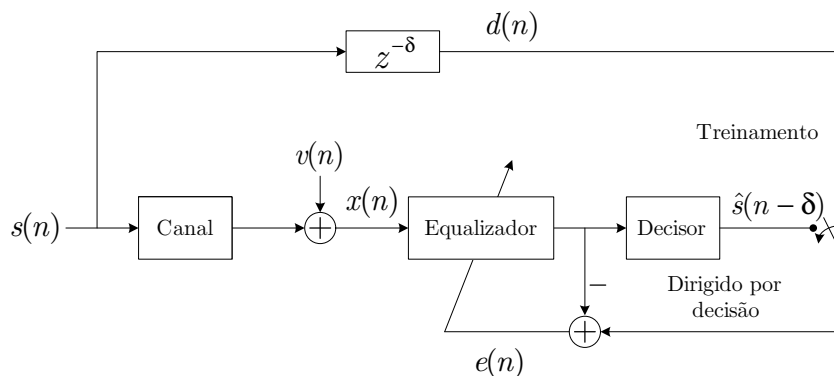 d(n)
z^{-δ}
Treinamento
v(n)
x(n)
s(n)
Canal
Equalizador
Decisor
ŝ(n − δ)
Dirigido por
decisão
−
e(n)